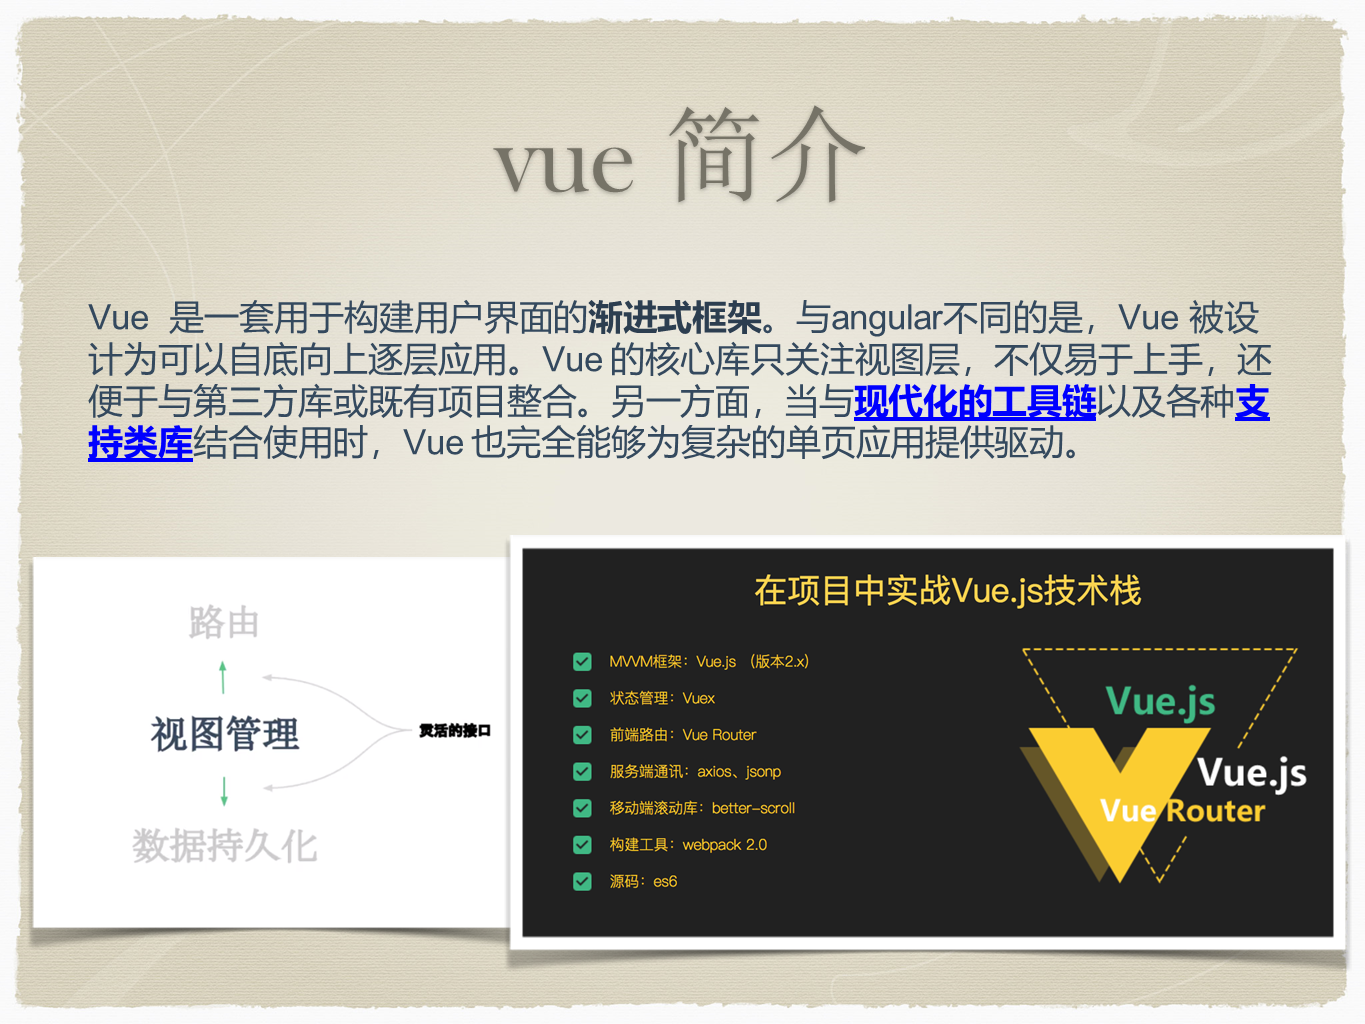 vue 简介
Vue 是一套用于构建用户界面的渐进式框架。与angular不同的是，Vue 被设
计为可以自底向上逐层应用。Vue 的核心库只关注视图层，不仅易于上手，还
便于与第三方库或既有项目整合。另一方面，当与现代化的工具链以及各种支
持类库结合使用时，Vue 也完全能够为复杂的单页应用提供驱动。
路由
视图管理
灵活的接口
数据持久化
在项目中实战Vue.js技术栈
MVVM框架：Vue.js （版本2.x）
状态管理：Vuex
前端路由：Vue Router
服务端通讯：axios、jsonp
移动端滚动库：better-scroll
构建工具：webpack 2.0
源码：es6
Vue.js
Vue.js
Vue Router